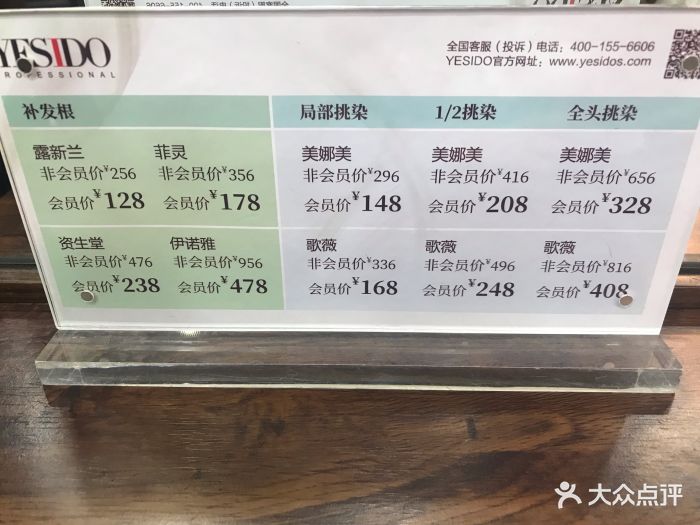 YESIDO
PROFESSIONAL
全国客服（投诉）电话：400-155-6606
YESIDO官方网址：www.yesidos.com
补发根 局部挑染 1/2挑染 全头挑染
露新兰 菲灵 美娜美 美娜美 美娜美
非会员价¥256 非会员价¥356 非会员价¥296 非会员价¥416 非会员价¥656
会员价¥128 会员价¥178 会员价¥148 会员价¥208 会员价¥328
资生堂 伊诺雅 歌薇 歌薇 歌薇
非会员价¥476 非会员价¥956 非会员价¥336 非会员价¥496 非会员价¥816
会员价¥238 会员价¥478 会员价¥168 会员价¥248 会员价¥408
大众点评